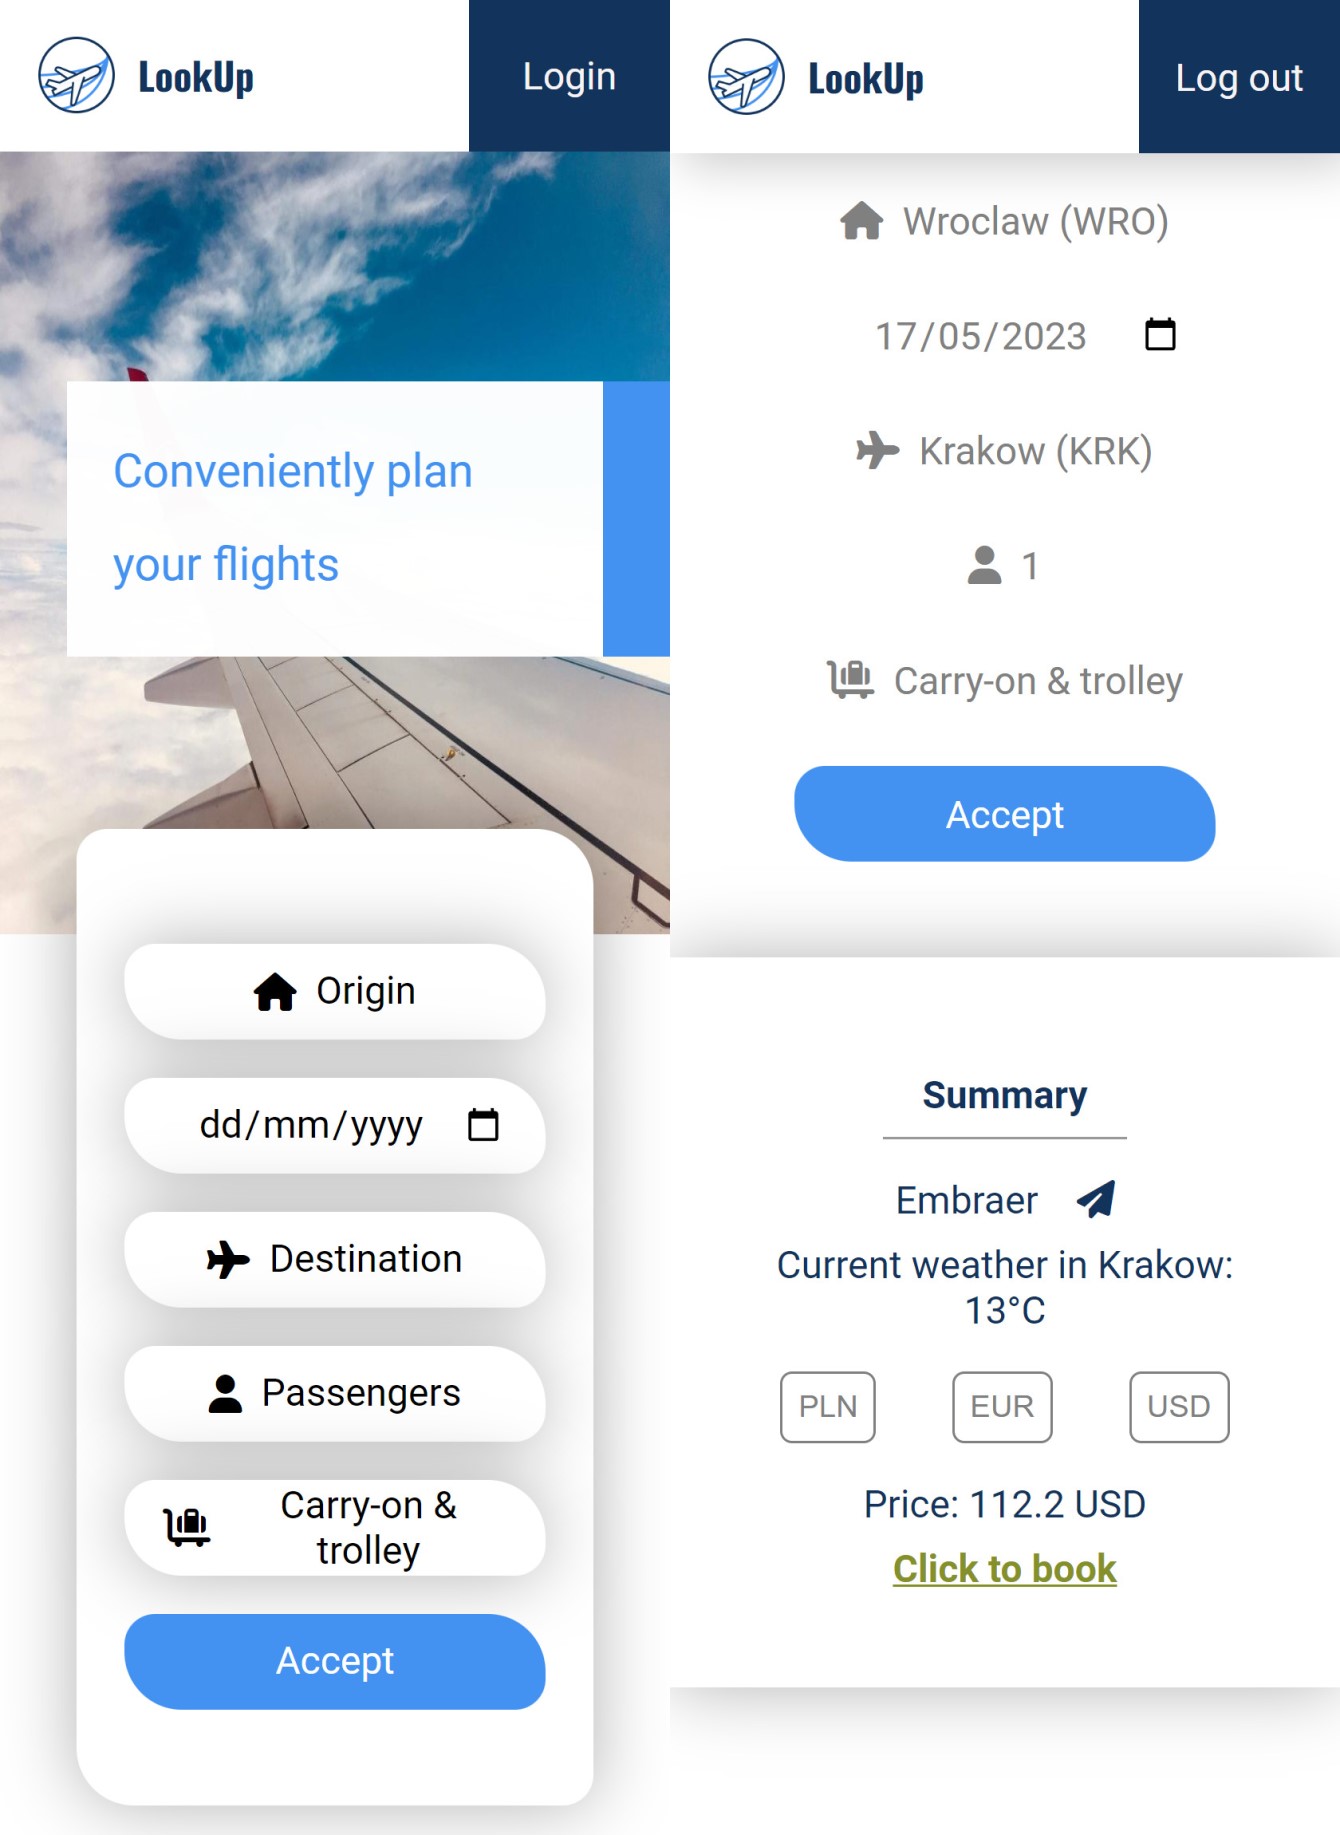 LookUp
Login
Conveniently plan
your flights
Origin
dd/mm/yyyy
Destination
Passengers
Carry-on &
trolley
Accept
LookUp
Log out
Wroclaw (WRO)
17/05/2023
Krakow (KRK)
1
Carry-on & trolley
Accept
Summary
Embraer
Current weather in Krakow:
13°C
PLN EUR USD
Price: 112.2 USD
Click to book